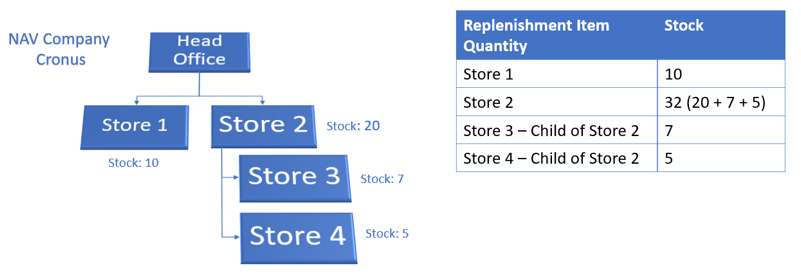 NAV Company
Cronus
Head
Office
Store 1
Stock: 10
Store 2
Stock: 20
Store 3
Stock: 7
Store 4
Stock: 5
Replenishment Item Quantity
Stock
Store 1
10
Store 2
32 (20 + 7 + 5)
Store 3 – Child of Store 2
7
Store 4 – Child of Store 2
5